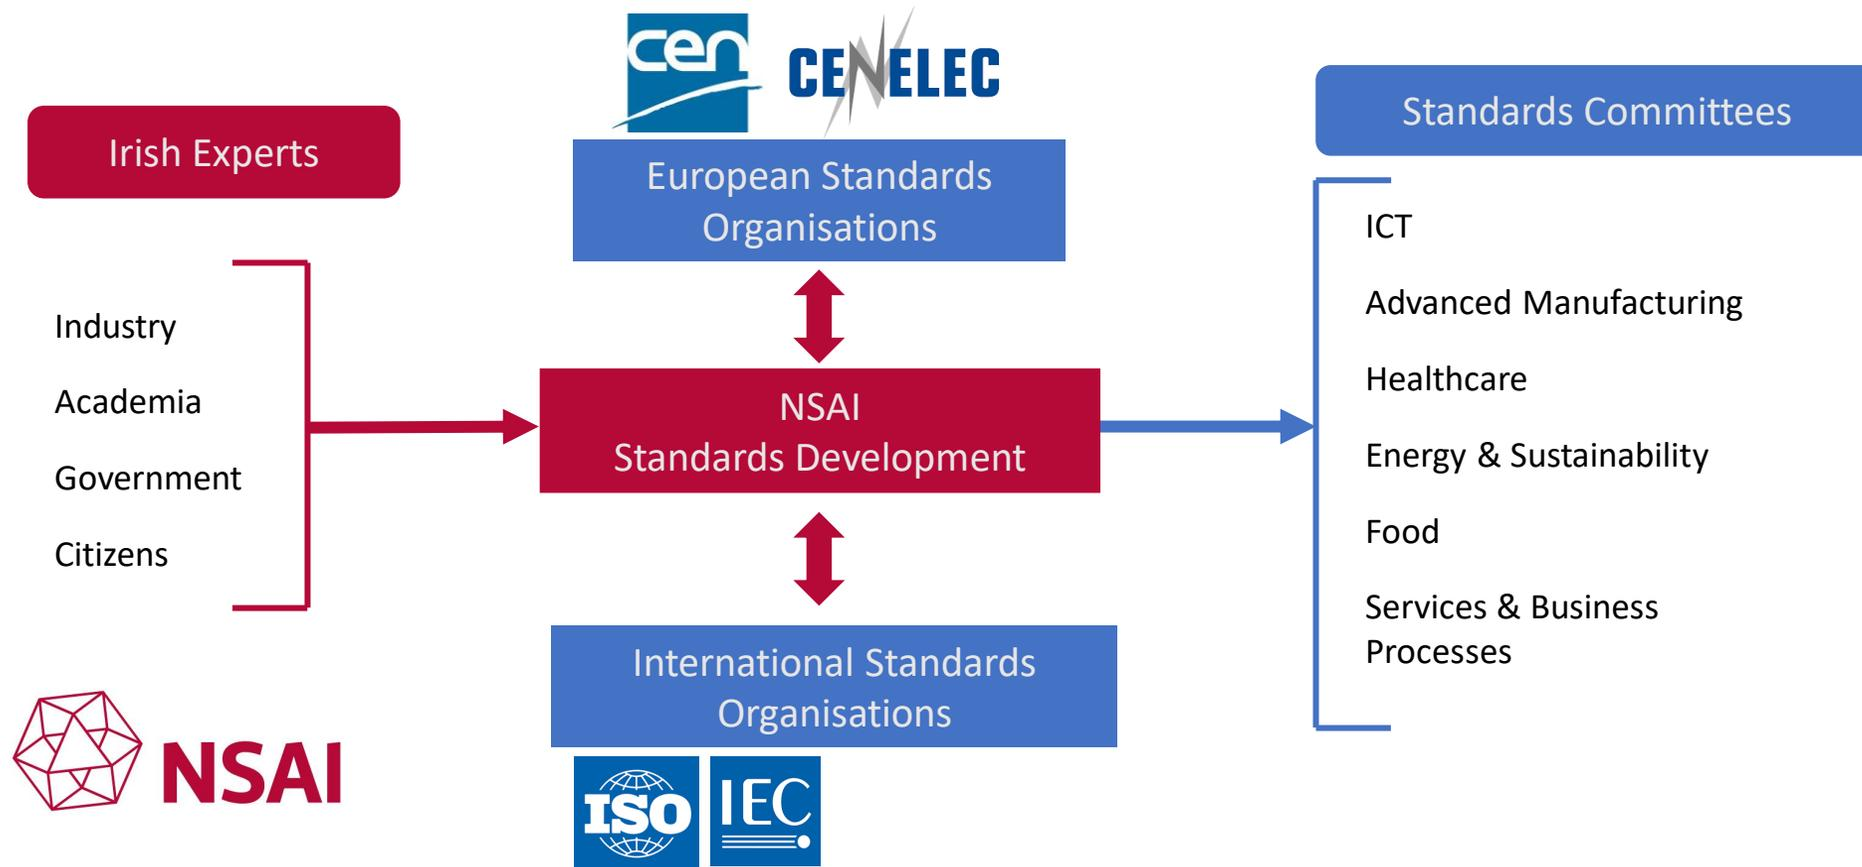 Irish Experts
Industry
Academia
Government
Citizens
NSAI
cen
CENELEC
European Standards
Organisations
NSAI
Standards Development
International Standards
Organisations
ISO
IEC
Standards Committees
ICT
Advanced Manufacturing
Healthcare
Energy & Sustainability
Food
Services & Business
Processes